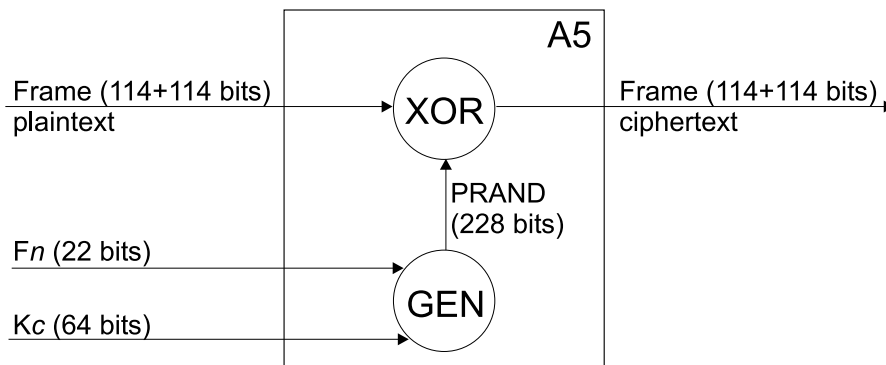 A5
Frame (114+114 bits)
plaintext
XOR
Frame (114+114 bits)
ciphertext
PRAND
(228 bits)
Fn (22 bits)
GEN
Kc (64 bits)